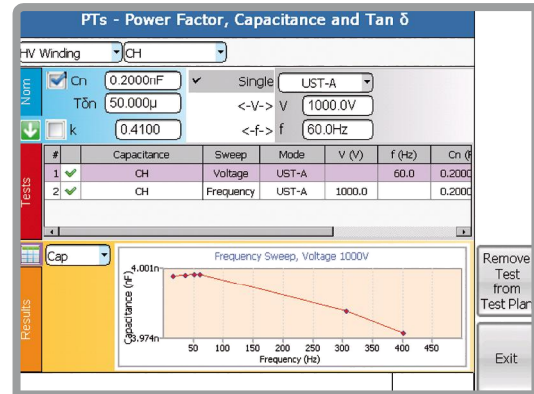 PTs - Power Factor, Capacitance and Tan δ
HV Winding CH
Nom
Cn 0.2000nF Single UST-A
Tδn 50.000μ <-V-> V 1000.0V
k 0.4100 <-f-> f 60.0Hz
Tests
# Capacitance Sweep Mode V (V) f (Hz) Cn (F
1 CH Voltage UST-A 60.0 0.2000
2 CH Frequency UST-A 1000.0 0.2000
Results
Cap
Frequency Sweep, Voltage 1000V
4.001n
Capacitance (nF)
3.974n
50 100 150 200 250 300 350 400 450
Frequency (Hz)
Remove
Test
from
Test Plan
Exit